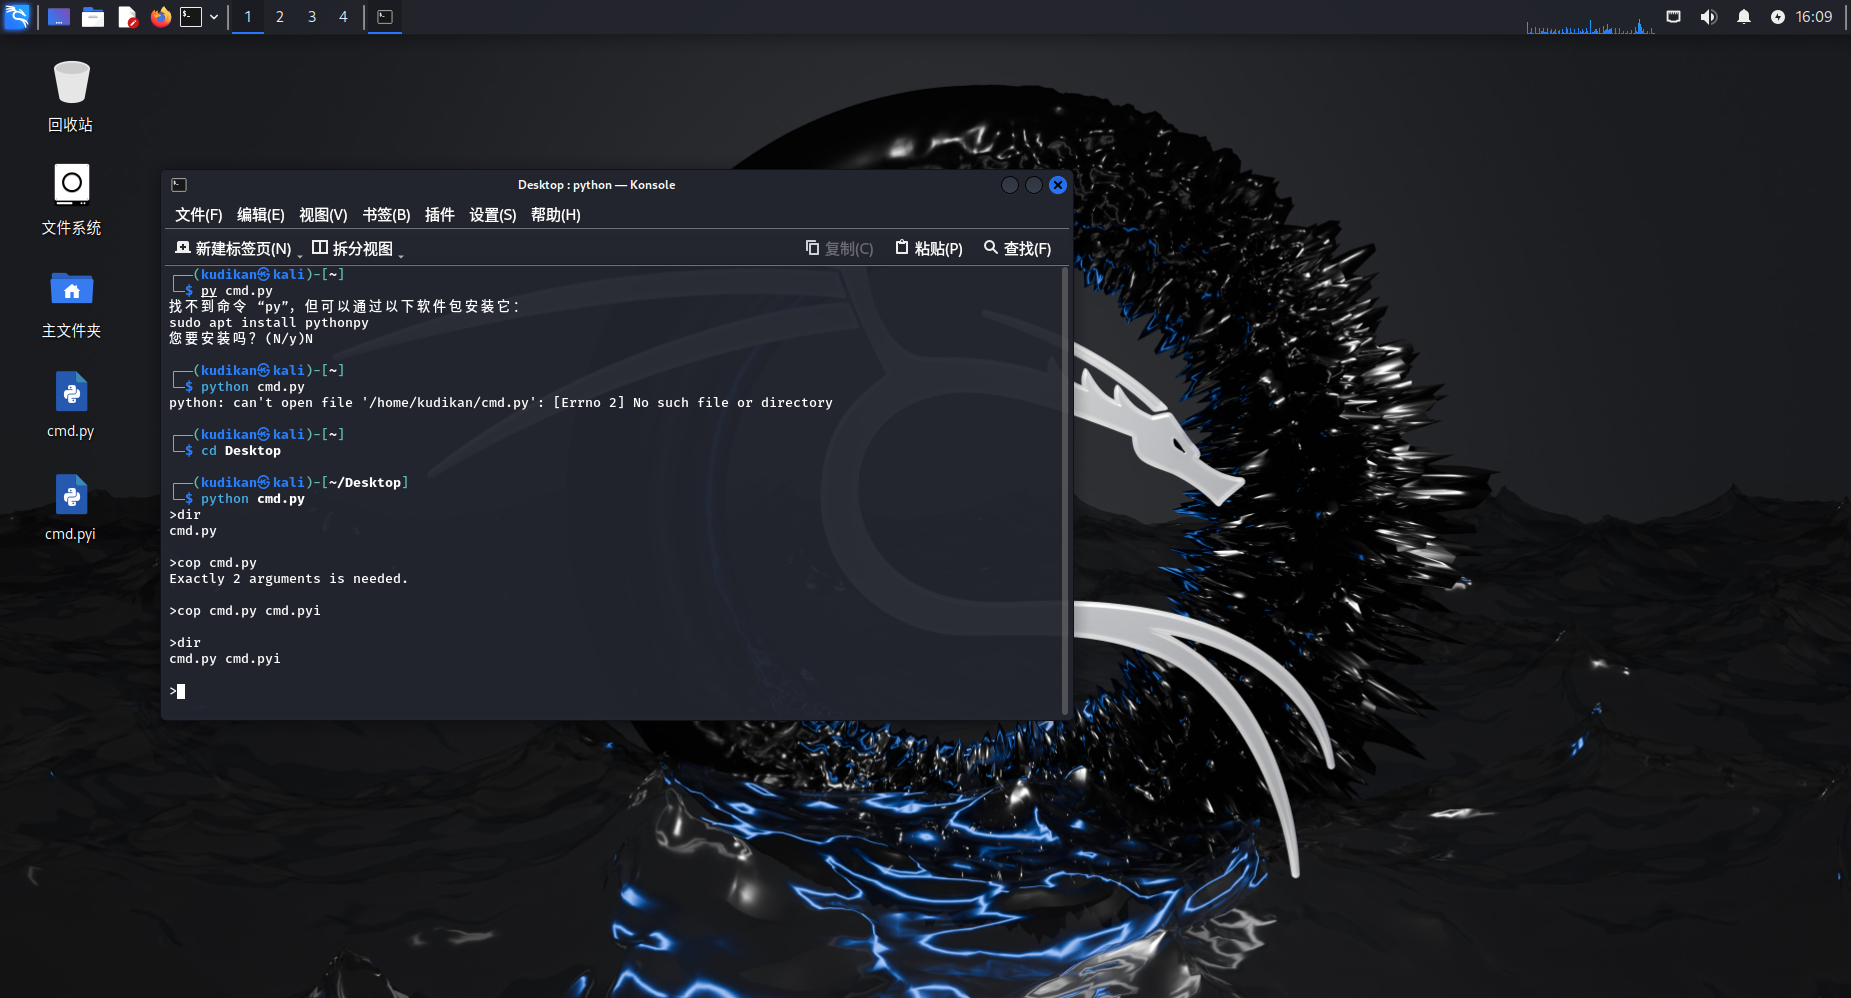 1 2 3 4
16:09
回收站
文件系统
主文件夹
cmd.py
cmd.pyi
Desktop : python — Konsole
文件(F) 编辑(E) 视图(V) 书签(B) 插件 设置(S) 帮助(H)
新建标签页(N) 拆分视图 复制(C) 粘贴(P) 查找(F)
┌──(kudikan㉿kali)-[~]
└─$ py cmd.py
找不到命令 “py”，但可以通过以下软件包安装它：
sudo apt install pythonpy
您要安装吗？(N/y)N
┌──(kudikan㉿kali)-[~]
└─$ python cmd.py
python: can't open file '/home/kudikan/cmd.py': [Errno 2] No such file or directory
┌──(kudikan㉿kali)-[~]
└─$ cd Desktop
┌──(kudikan㉿kali)-[~/Desktop]
└─$ python cmd.py
>dir
cmd.py
>cop cmd.py
Exactly 2 arguments is needed.
>cop cmd.py cmd.pyi
>dir
cmd.py cmd.pyi
>